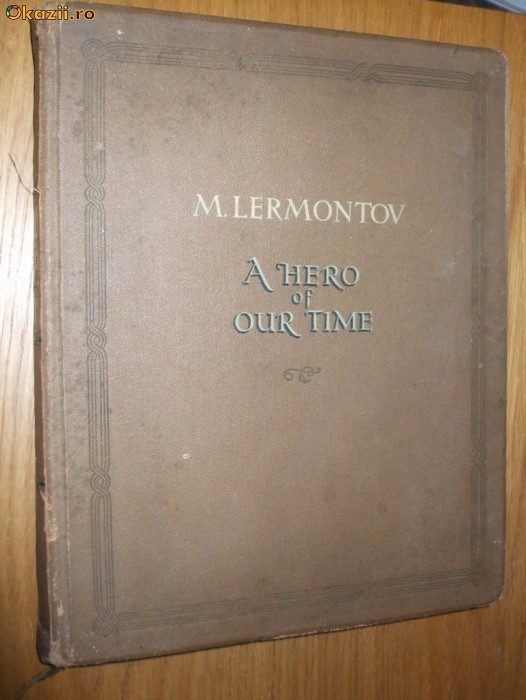 Okazii.ro
M. LERMONTOV
A HERO
of
OUR TIME